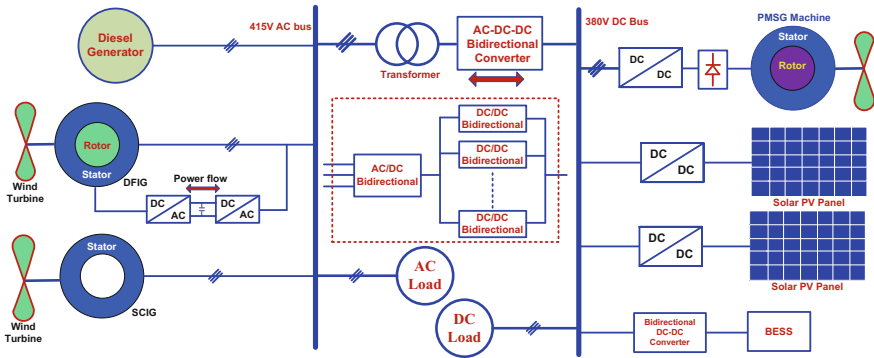 Diesel
Generator
415V AC bus
AC-DC-DC
Bidirectional
Converter
Transformer
380V DC Bus
PMSG Machine
Stator
Rotor
DC
DC
Rotor
Stator
DFIG
Wind
Turbine
Power flow
DC
AC
DC
AC
AC/DC
Bidirectional
DC/DC
Bidirectional
DC/DC
Bidirectional
DC/DC
Bidirectional
DC
DC
Solar PV Panel
Stator
SCIG
Wind
Turbine
AC
Load
DC
DC
Solar PV Panel
DC
Load
Bidirectional
DC-DC
Converter
BESS